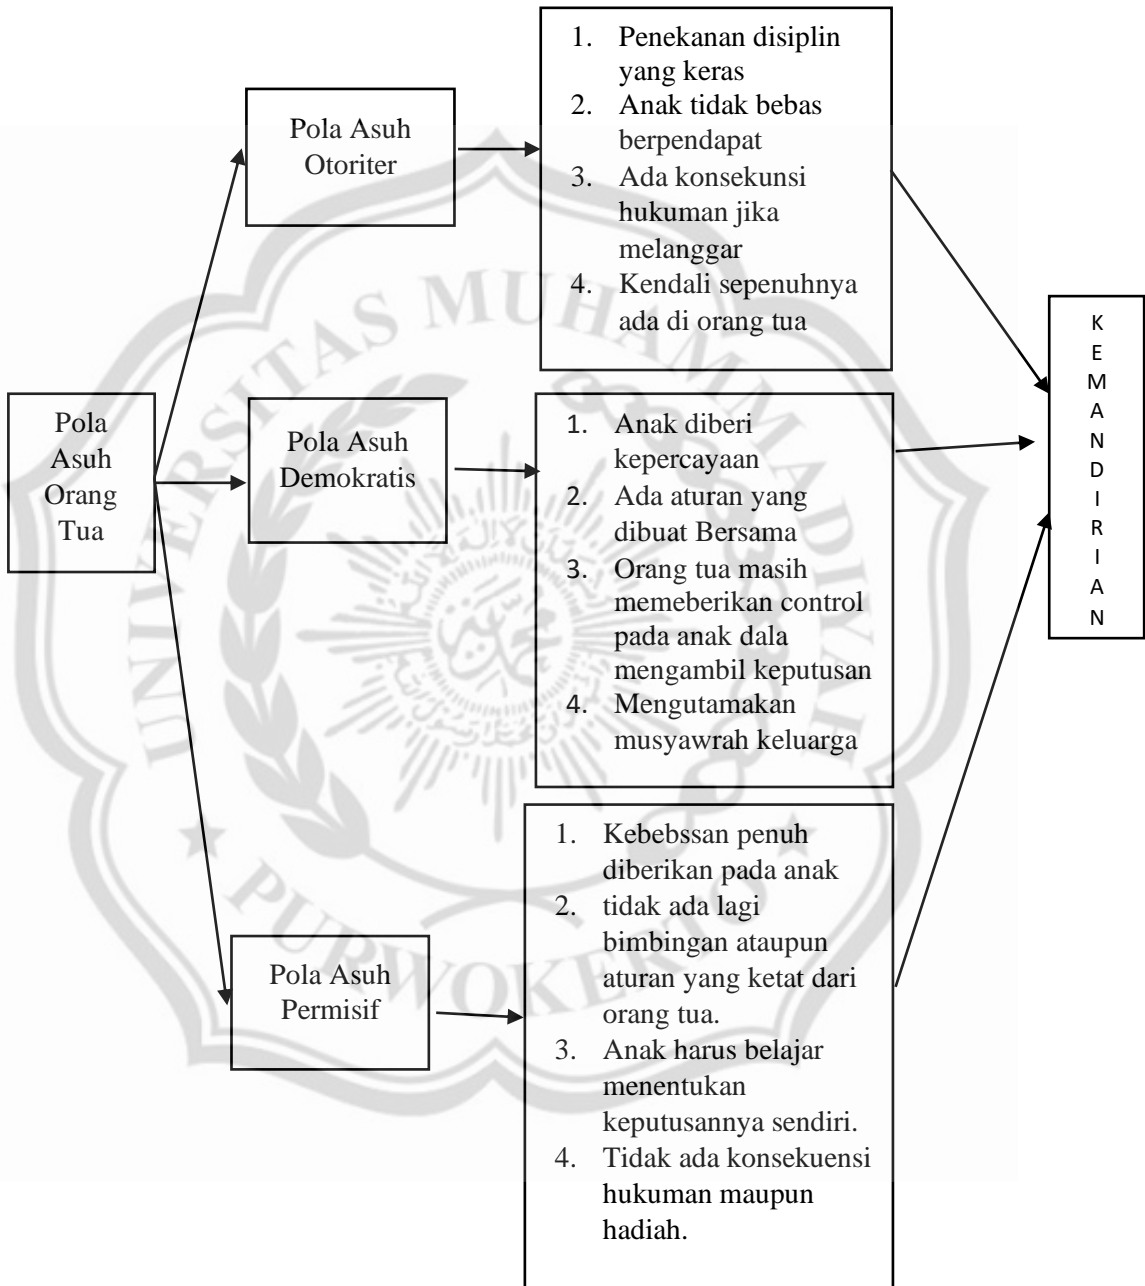 Pola
Asuh
Orang
Tua
Pola Asuh
Otoriter
1. Penekanan disiplin
yang keras
2. Anak tidak bebas
berpendapat
3. Ada konsekunsi
hukuman jika
melanggar
4. Kendali sepenuhnya
ada di orang tua
Pola Asuh
Demokratis
1. Anak diberi
kepercayaan
2. Ada aturan yang
dibuat Bersama
3. Orang tua masih
memeberikan control
pada anak dala
mengambil keputusan
4. Mengutamakan
musyawrah keluarga
Pola Asuh
Permisif
1. Kebebssan penuh
diberikan pada anak
2. tidak ada lagi
bimbingan ataupun
aturan yang ketat dari
orang tua.
3. Anak harus belajar
menentukan
keputusannya sendiri.
4. Tidak ada konsekuensi
hukuman maupun
hadiah.
K
E
M
A
N
D
I
R
I
A
N
UNIVERSITAS MUHAMMADIYAH
PURWOKERTO